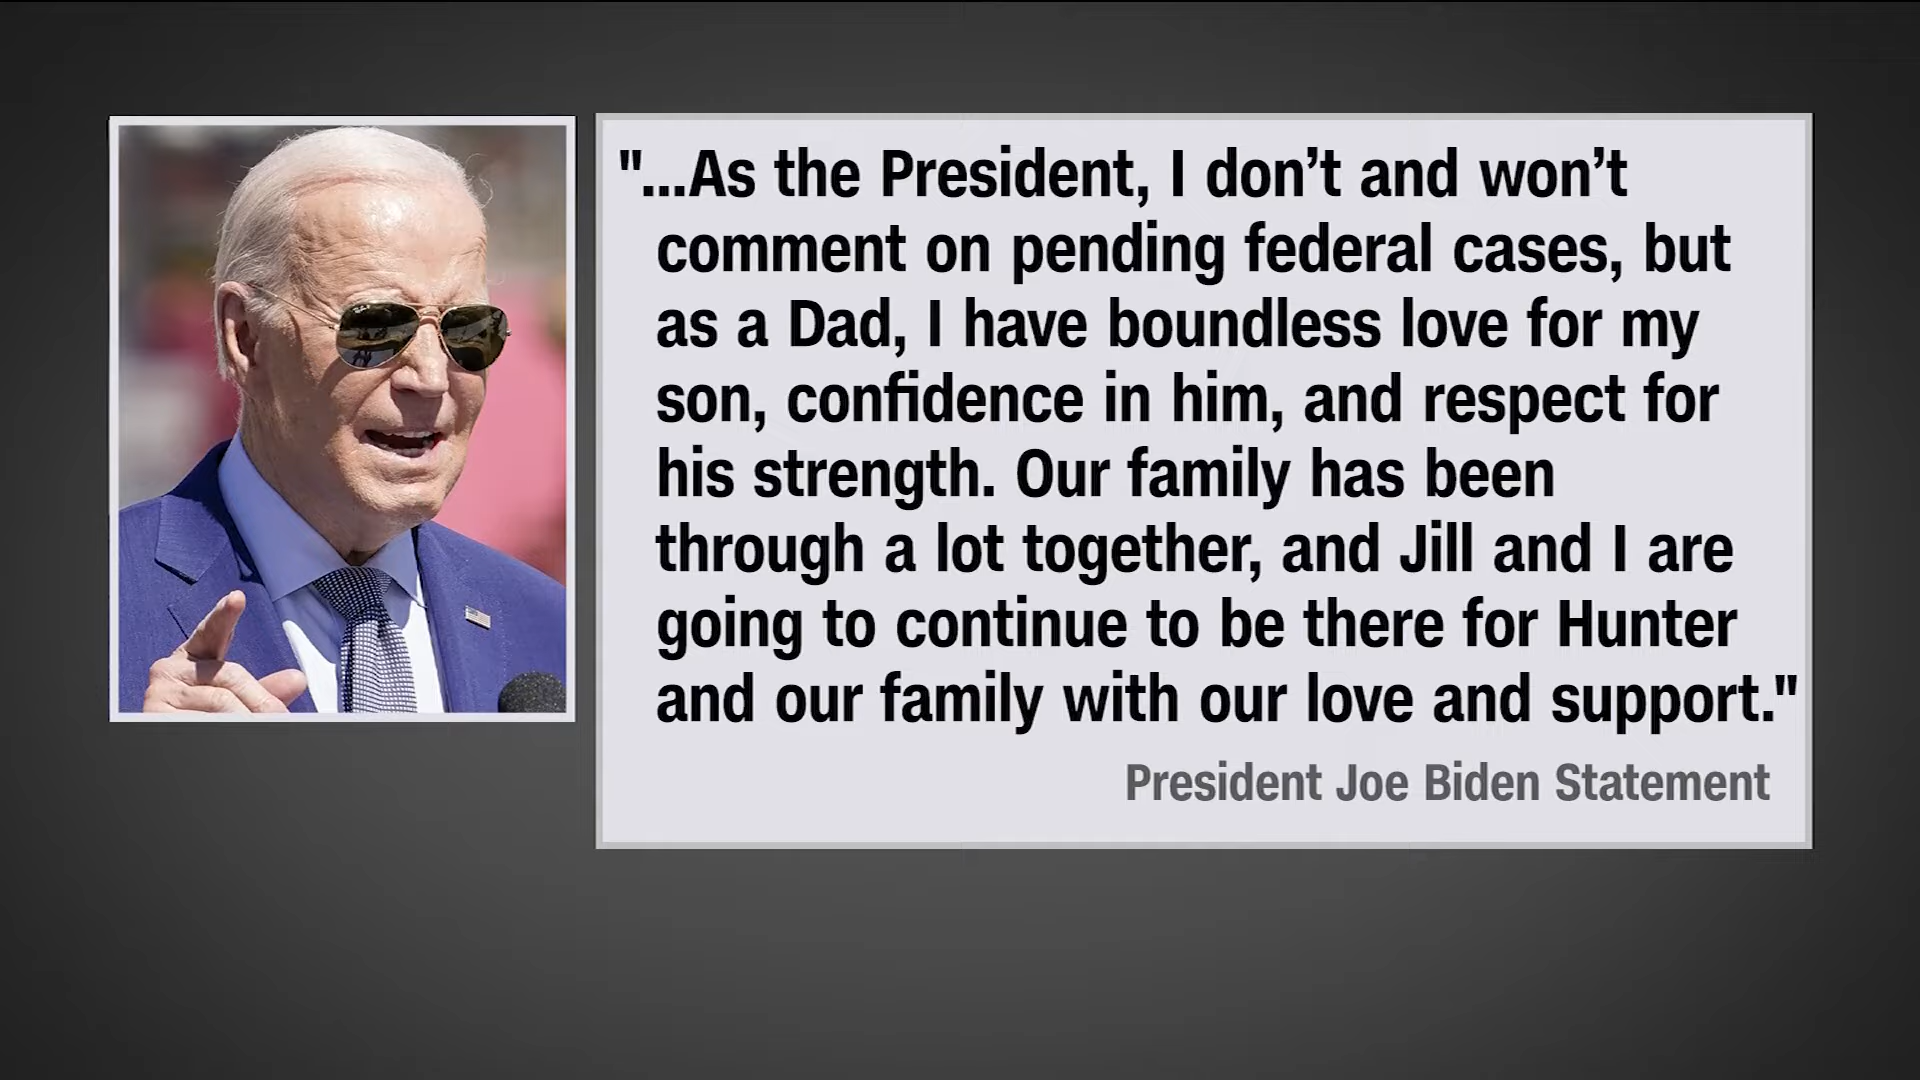 "...As the President, I don’t and won’t
comment on pending federal cases, but
as a Dad, I have boundless love for my
son, confidence in him, and respect for
his strength. Our family has been
through a lot together, and Jill and I are
going to continue to be there for Hunter
and our family with our love and support."
President Joe Biden Statement